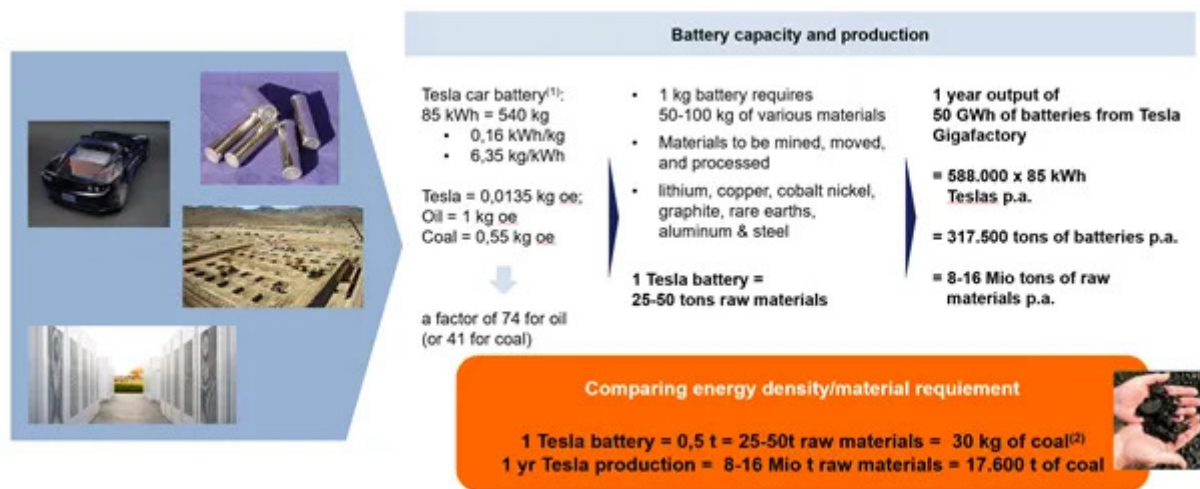 Battery capacity and production
Tesla car battery(1):
85 kWh = 540 kg
• 0,16 kWh/kg
• 6,35 kg/kWh
Tesla = 0,0135 kg oe;
Oil = 1 kg oe
Coal = 0,55 kg oe
a factor of 74 for oil
(or 41 for coal)
• 1 kg battery requires
50-100 kg of various materials
• Materials to be mined, moved,
and processed
• lithium, copper, cobalt nickel,
graphite, rare earths,
aluminum & steel
1 Tesla battery =
25-50 tons raw materials
1 year output of
50 GWh of batteries from Tesla
Gigafactory
= 588.000 x 85 kWh
Teslas p.a.
= 317.500 tons of batteries p.a.
= 8-16 Mio tons of raw
materials p.a.
Comparing energy density/material requiement
1 Tesla battery = 0,5 t = 25-50t raw materials = 30 kg of coal(2)
1 yr Tesla production = 8-16 Mio t raw materials = 17.600 t of coal